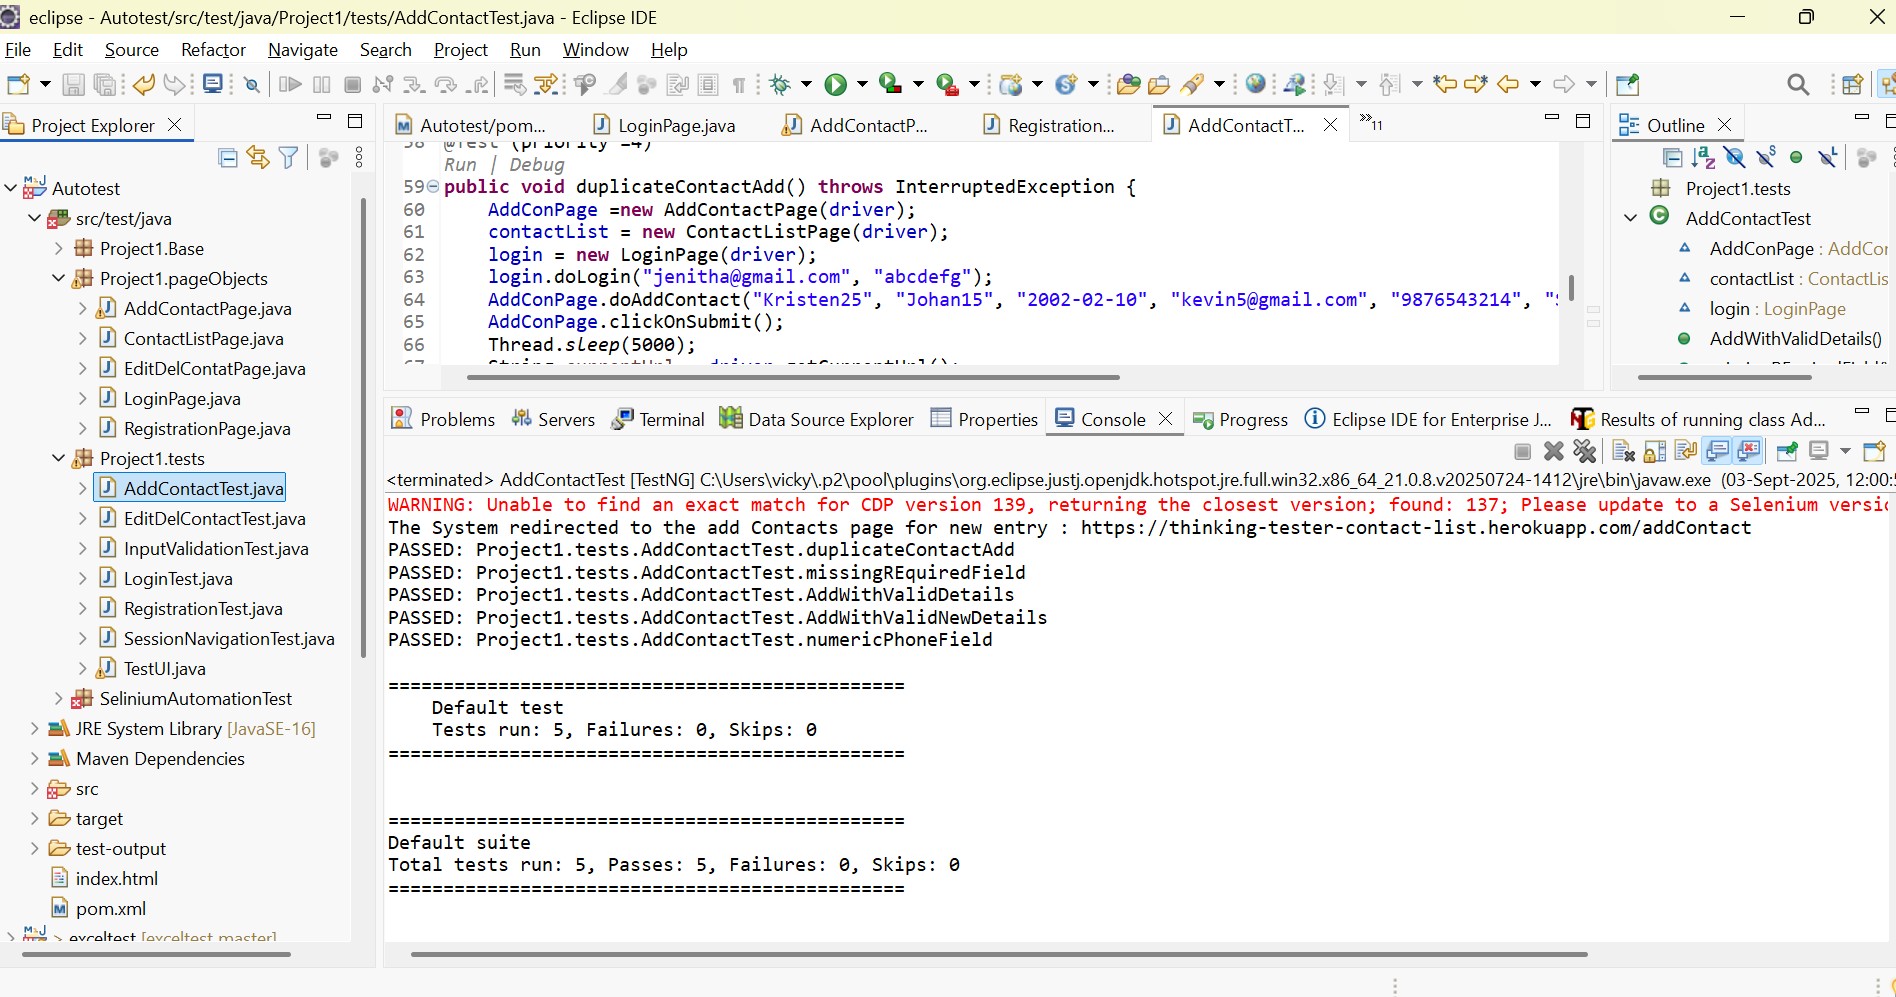 eclipse - Autotest/src/test/java/Project1/tests/AddContactTest.java - Eclipse IDE
File Edit Source Refactor Navigate Search Project Run Window Help
Project Explorer
Autotest
src/test/java
Project1.Base
Project1.pageObjects
AddContactPage.java
ContactListPage.java
EditDelContatPage.java
LoginPage.java
RegistrationPage.java
Project1.tests
AddContactTest.java
EditDelContactTest.java
InputValidationTest.java
LoginTest.java
RegistrationTest.java
SessionNavigationTest.java
TestUI.java
SeliniumAutomationTest
JRE System Library [JavaSE-16]
Maven Dependencies
src
target
test-output
index.html
pom.xml
> exceltest [exceltest master]
Autotest/pom... LoginPage.java AddContactP... Registration... AddContactT... »11
58 @Test (priority =4)
Run | Debug
59 public void duplicateContactAdd() throws InterruptedException {
60 AddConPage =new AddContactPage(driver);
61 contactList = new ContactListPage(driver);
62 login = new LoginPage(driver);
63 login.doLogin("jenitha@gmail.com", "abcdefg");
64 AddConPage.doAddContact("Kristen25", "Johan15", "2002-02-10", "kevin5@gmail.com", "9876543214",
65 AddConPage.clickOnSubmit();
66 Thread.sleep(5000);
67 String currentUrl = driver.getCurrentUrl();
Outline
Project1.tests
AddContactTest
AddConPage : AddCor
contactList : ContactLis
login : LoginPage
AddWithValidDetails()
Problems Servers Terminal Data Source Explorer Properties Console Progress Eclipse IDE for Enterprise J... Results of running class Ad...
<terminated> AddContactTest [TestNG] C:\Users\vicky\.p2\pool\plugins\org.eclipse.justj.openjdk.hotspot.jre.full.win32.x86_64_21.0.8.v20250724-1412\jre\bin\javaw.exe (03-Sept-2025, 12:00:
WARNING: Unable to find an exact match for CDP version 139, returning the closest version; found: 137; Please update to a Selenium versic
The System redirected to the add Contacts page for new entry : https://thinking-tester-contact-list.herokuapp.com/addContact
PASSED: Project1.tests.AddContactTest.duplicateContactAdd
PASSED: Project1.tests.AddContactTest.missingREquiredField
PASSED: Project1.tests.AddContactTest.AddWithValidDetails
PASSED: Project1.tests.AddContactTest.AddWithValidNewDetails
PASSED: Project1.tests.AddContactTest.numericPhoneField
===============================================
Default test
Tests run: 5, Failures: 0, Skips: 0
===============================================
===============================================
Default suite
Total tests run: 5, Passes: 5, Failures: 0, Skips: 0
===============================================